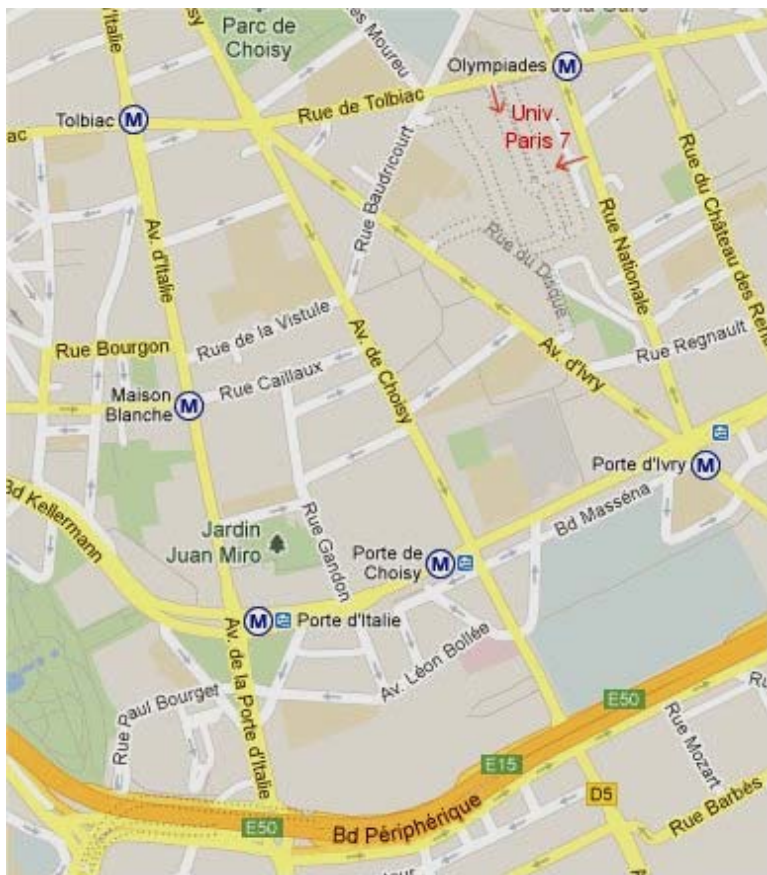 Parc de
Choisy
Olympiades
M
Tolbiac
M
Rue de Tolbiac
Univ.
Paris 7
Rue Baudricourt
Av. d'Italie
Rue Nationale
Rue du Disque
Rue du Château des
Rue Bourgon
Rue de la Vistule
Av. de Choisy
Av. d'Ivry
Rue Regnault
Maison
Blanche
M
Rue Caillaux
Porte d'Ivry
M
Bd Kellermann
Bd Masséna
Jardin
Juan Miro
Rue Gandon
Porte de
Choisy
M
M
Porte d'Italie
Av. de la Porte d'Italie
Av. Léon Bollée
Rue Paul Bourget
E50
E15
Rue Mozart
D5
Rue Barbés
E50
Bd Périphérique